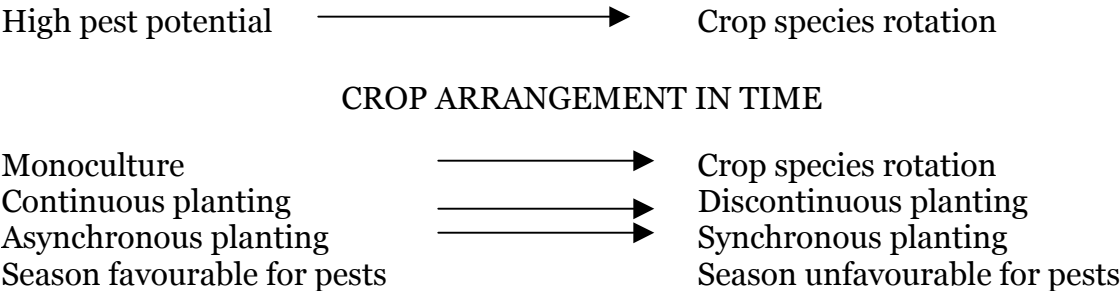 High pest potential Crop species rotation
CROP ARRANGEMENT IN TIME
Monoculture Crop species rotation
Continuous planting Discontinuous planting
Asynchronous planting Synchronous planting
Season favourable for pests Season unfavourable for pests